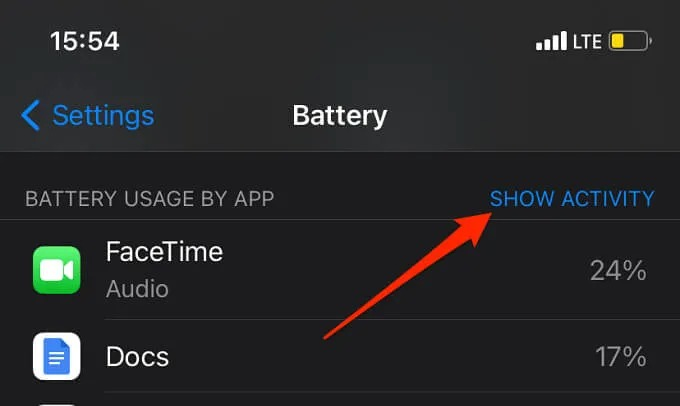 15:54 LTE
Settings Battery
BATTERY USAGE BY APP SHOW ACTIVITY
FaceTime
Audio 24%
Docs 17%